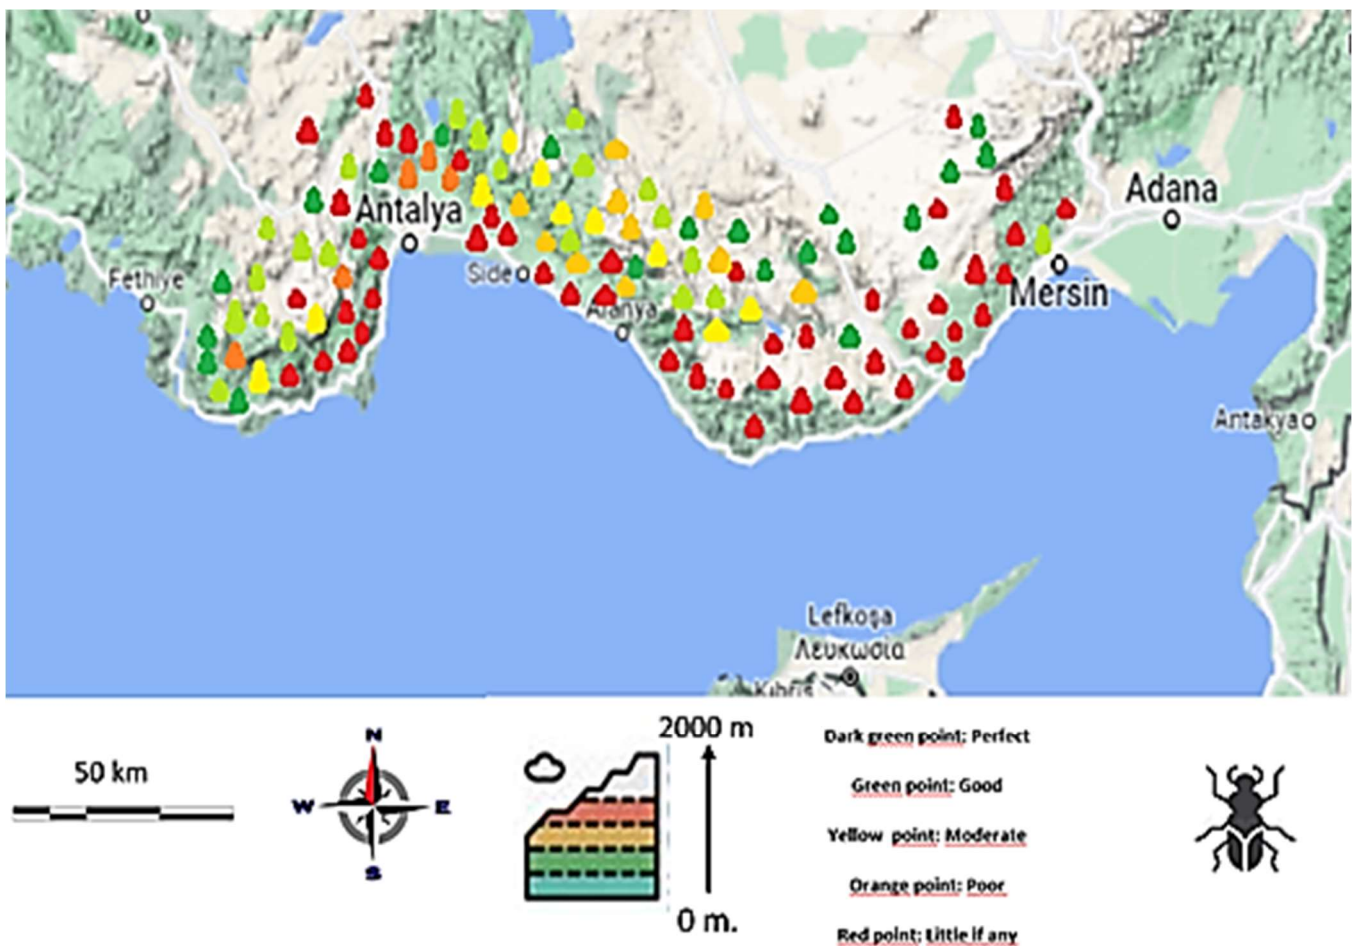 Antalya
Adana
Fethiye
Side
Mersin
Alanya
Antakya
Lefkoşa
Λευκωσία
Kıbrıs
50 km
N
W
E
S
2000 m
0 m.
Dark green point: Perfect
Green point: Good
Yellow point: Moderate
Orange point: Poor
Red point: Little if any